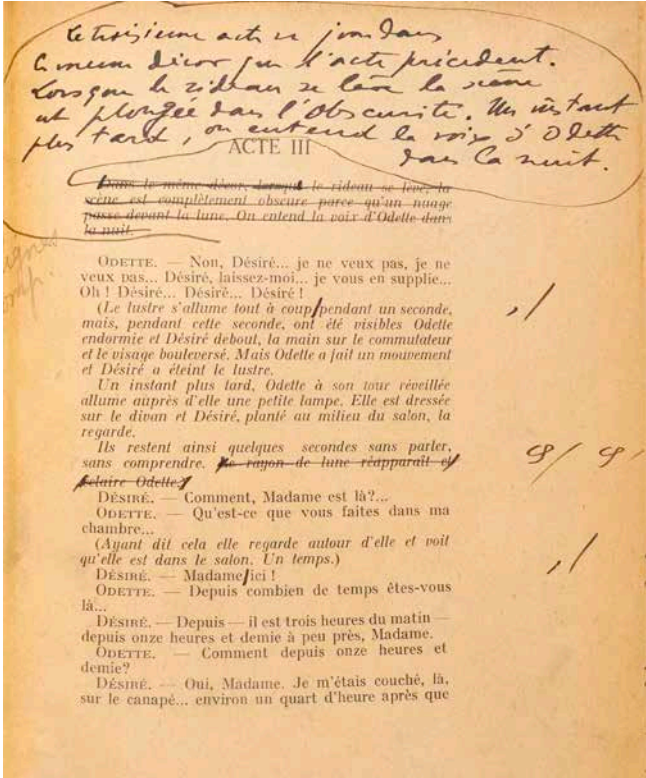 Le troisième acte se joue dans
le même décor que l'acte précédent.
Lorsque le rideau se lève la scène
est plongée dans l'obscurité. Un instant
plus tard, on entend la voix d'Odette
dans la nuit.
ACTE III
Dans le même décor, lorsque le rideau se lève, la
scène est complètement obscure parce qu'un nuage
passe devant la lune. On entend la voix d'Odette dans
la nuit.
ODETTE. — Non, Désiré... je ne veux pas, je ne
veux pas... Désiré, laissez-moi... je vous en supplie...
Oh ! Désiré... Désiré... Désiré !
(Le lustre s'allume tout à coup pendant un seconde,
mais, pendant cette seconde, ont été visibles Odette
endormie et Désiré debout, la main sur le commutateur
et le visage bouleversé. Mais Odette a fait un mouvement
et Désiré a éteint le lustre.
Un instant plus tard, Odette à son tour réveillée
allume auprès d'elle une petite lampe. Elle est dressée
sur le divan et Désiré, planté au milieu du salon, la
regarde.
Ils restent ainsi quelques secondes sans parler,
sans comprendre. Le rayon de lune réapparaît et
éclaire Odette.)
DÉSIRÉ. — Comment, Madame est là?...
ODETTE. — Qu'est-ce que vous faites dans ma
chambre...
(Ayant dit cela elle regarde autour d'elle et voit
qu'elle est dans le salon. Un temps.)
DÉSIRÉ. — Madame ici !
ODETTE. — Depuis combien de temps êtes-vous
là...
DÉSIRÉ. — Depuis — il est trois heures du matin —
depuis onze heures et demie à peu près, Madame.
ODETTE. — Comment depuis onze heures et
demie?
DÉSIRÉ. — Oui, Madame. Je m'étais couché, là,
sur le canapé... environ un quart d'heure après que